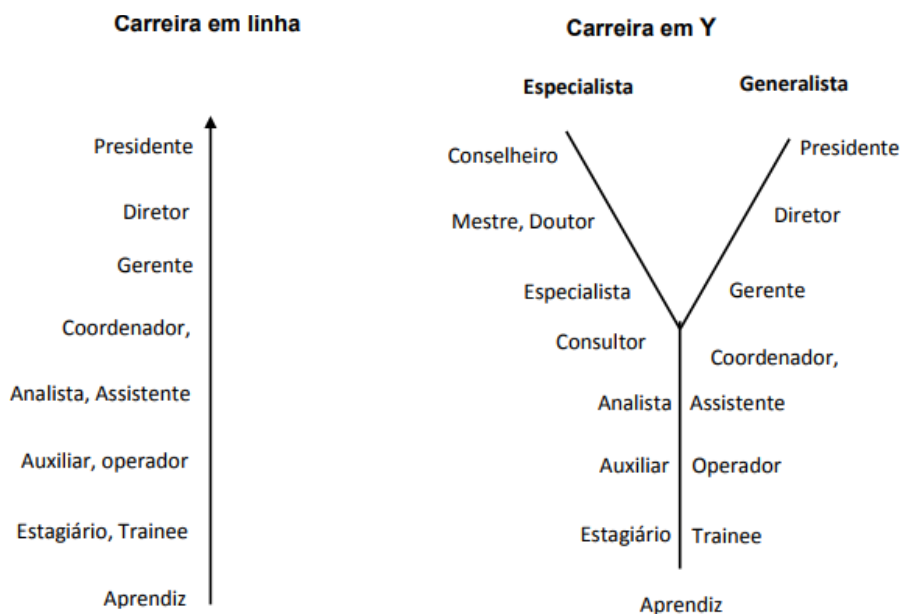 Carreira em linha
Presidente
Diretor
Gerente
Coordenador,
Analista, Assistente
Auxiliar, operador
Estagiário, Trainee
Aprendiz
Carreira em Y
Especialista
Generalista
Conselheiro
Presidente
Mestre, Doutor
Diretor
Especialista
Gerente
Consultor
Coordenador,
Analista
Assistente
Auxiliar
Operador
Estagiário
Trainee
Aprendiz